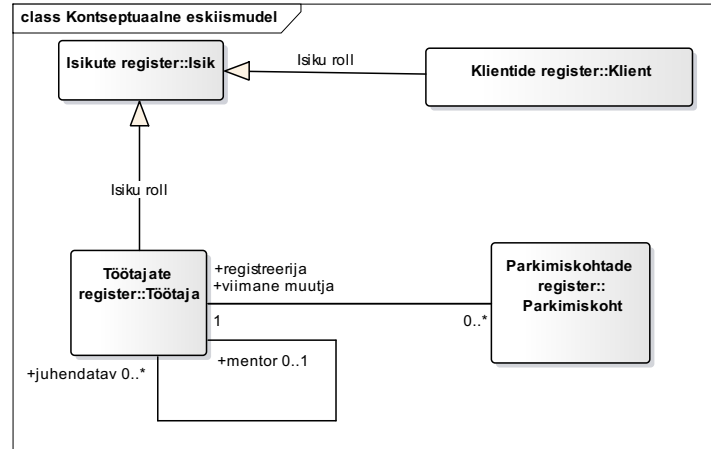 class Kontseptuaalne eskiismudel
Isikute register::Isik
Isiku roll
Klientide register::Klient
Isiku roll
Töötajate
register::Töötaja
+registreerija
+viimane muutja
1
0..*
Parkimiskohtade
register::
Parkimiskoht
+mentor 0..1
+juhendatav 0..*